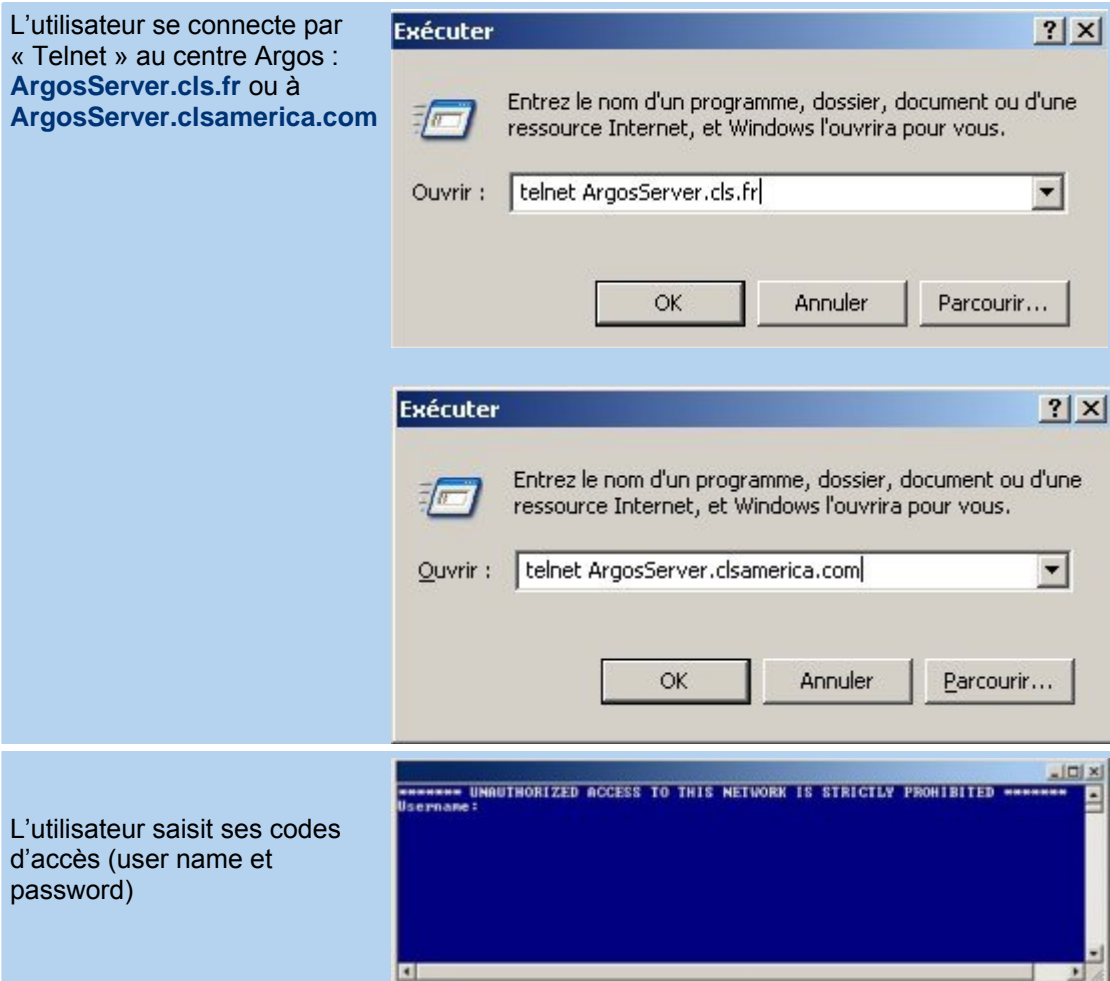 L’utilisateur se connecte par
« Telnet » au centre Argos :
ArgosServer.cls.fr ou à
ArgosServer.clsamerica.com
Exécuter
Entrez le nom d'un programme, dossier, document ou d'une
ressource Internet, et Windows l'ouvrira pour vous.
Ouvrir : telnet ArgosServer.cls.fr
OK Annuler Parcourir...
Exécuter
Entrez le nom d'un programme, dossier, document ou d'une
ressource Internet, et Windows l'ouvrira pour vous.
Ouvrir : telnet ArgosServer.clsamerica.com
OK Annuler Parcourir...
L’utilisateur saisit ses codes
d’accès (user name et
password)
******* UNAUTHORIZED ACCESS TO THIS NETWORK IS STRICTLY PROHIBITED *******
Username: